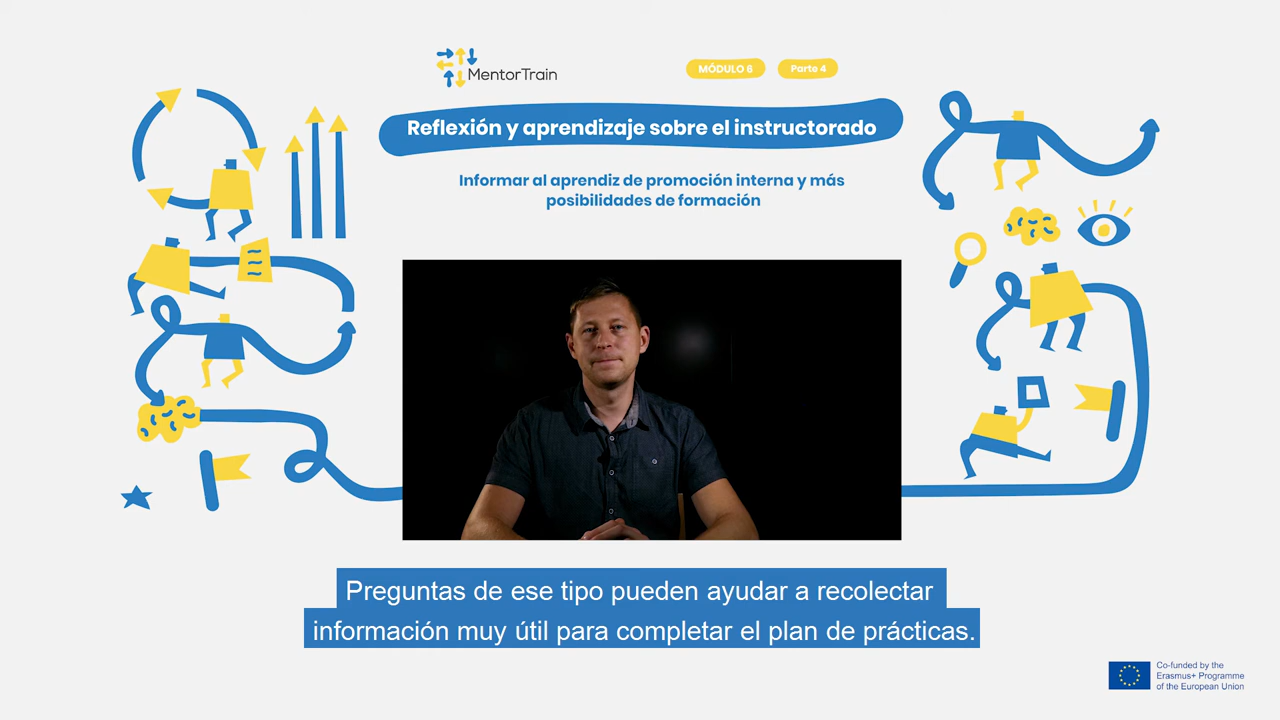 MentorTrain
MÓDULO 6
Parte 4
Reflexión y aprendizaje sobre el instructorado
Informar al aprendiz de promoción interna y más
posibilidades de formación
Preguntas de ese tipo pueden ayudar a recolectar
información muy útil para completar el plan de prácticas.
Co-funded by the
Erasmus+ Programme
of the European Union